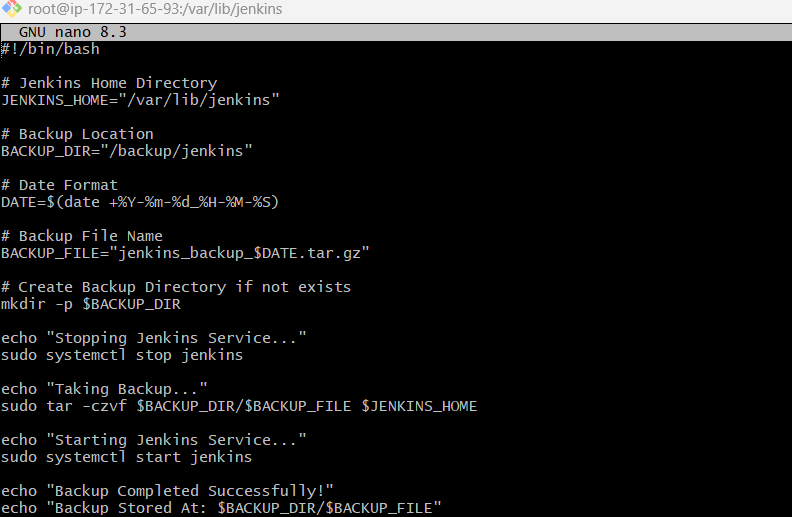 root@ip-172-31-65-93:/var/lib/jenkins
GNU nano 8.3
#!/bin/bash
# Jenkins Home Directory
JENKINS_HOME="/var/lib/jenkins"
# Backup Location
BACKUP_DIR="/backup/jenkins"
# Date Format
DATE=$(date +%Y-%m-%d_%H-%M-%S)
# Backup File Name
BACKUP_FILE="jenkins_backup_$DATE.tar.gz"
# Create Backup Directory if not exists
mkdir -p $BACKUP_DIR
echo "Stopping Jenkins Service..."
sudo systemctl stop jenkins
echo "Taking Backup..."
sudo tar -czvf $BACKUP_DIR/$BACKUP_FILE $JENKINS_HOME
echo "Starting Jenkins Service..."
sudo systemctl start jenkins
echo "Backup Completed Successfully!"
echo "Backup Stored At: $BACKUP_DIR/$BACKUP_FILE"